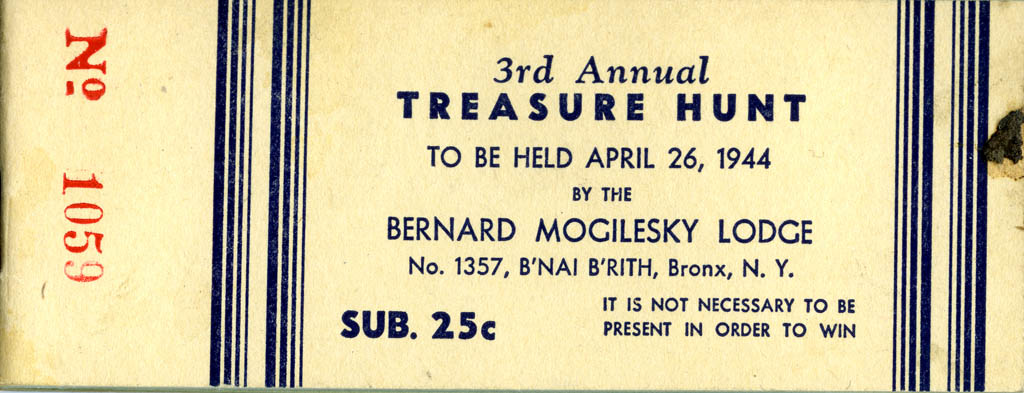 Nº 1059
3rd Annual
TREASURE HUNT
TO BE HELD APRIL 26, 1944
BY THE
BERNARD MOGILESKY LODGE
No. 1357, B'NAI B'RITH, Bronx, N. Y.
SUB. 25c
IT IS NOT NECESSARY TO BE
PRESENT IN ORDER TO WIN